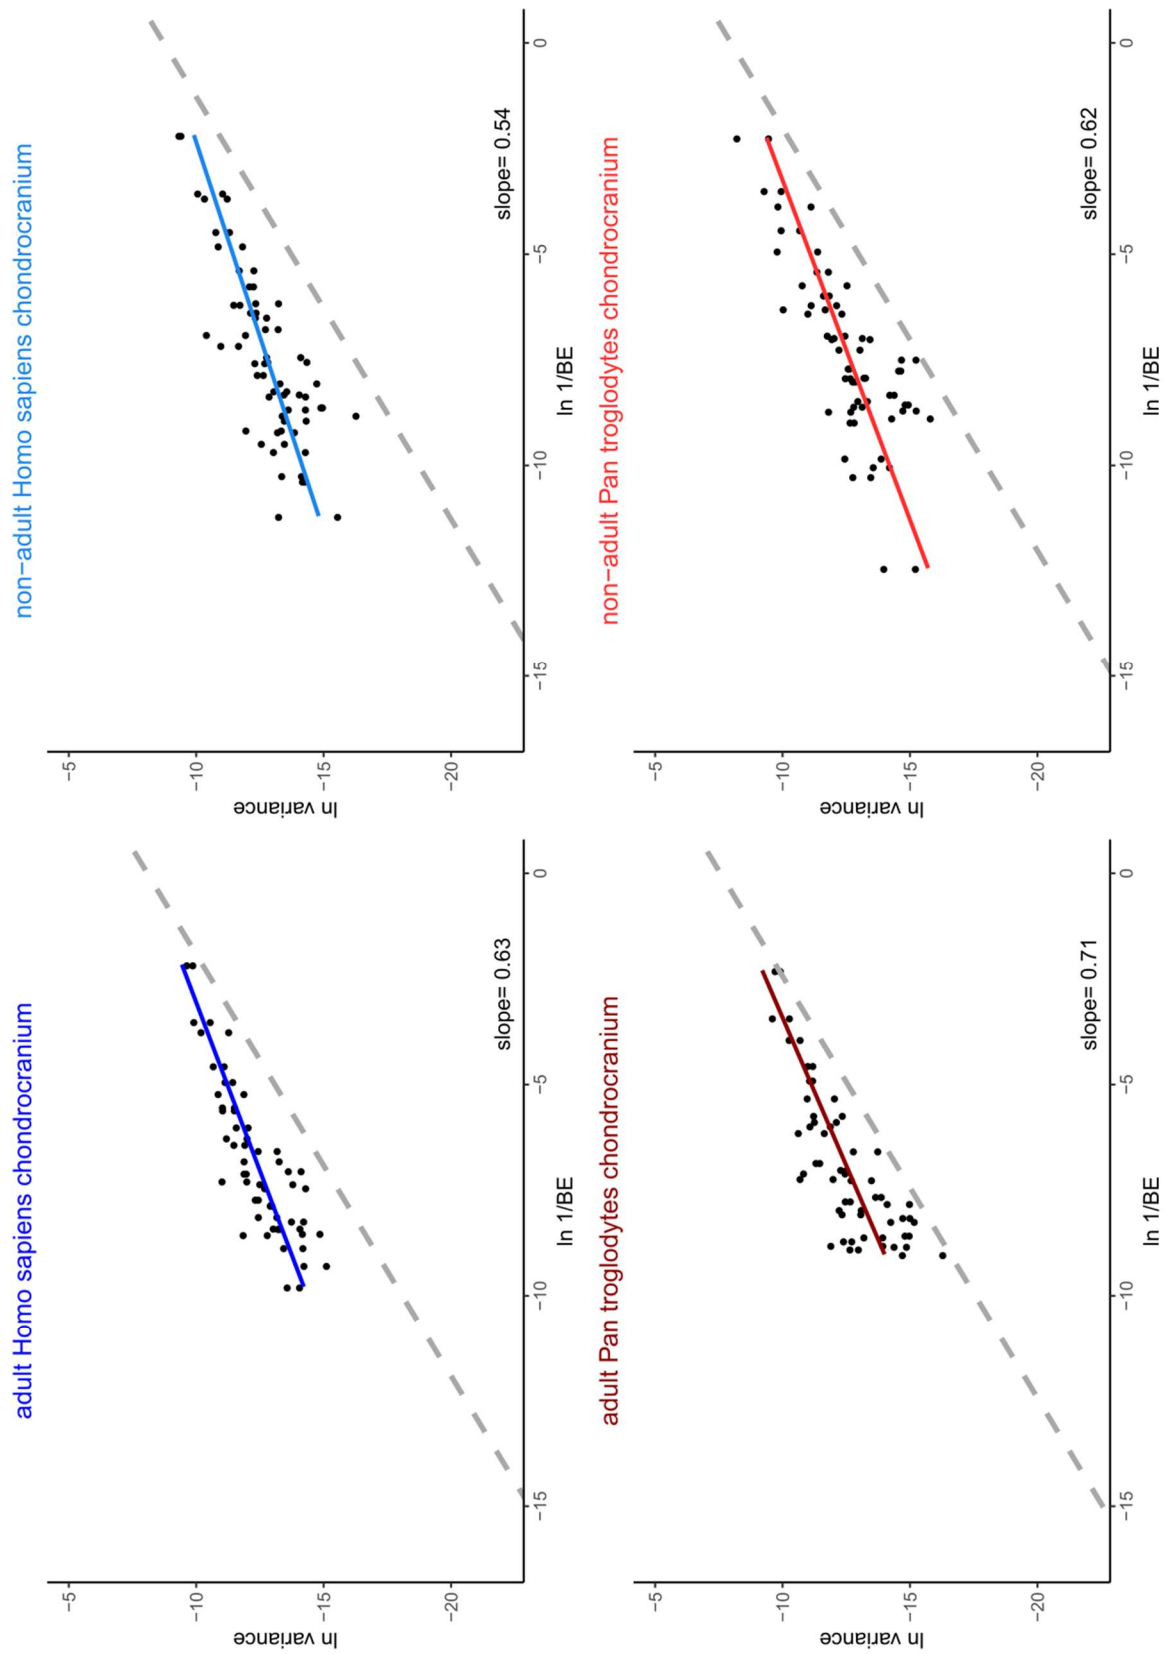 adult Homo sapiens chondrocranium
ln variance
−5
−10
−15
−20
slope= 0.63
−15
−10
−5
0
ln 1/BE
non−adult Homo sapiens chondrocranium
ln variance
−5
−10
−15
−20
slope= 0.54
−15
−10
−5
0
ln 1/BE
adult Pan troglodytes chondrocranium
ln variance
−5
−10
−15
−20
slope= 0.71
−15
−10
−5
0
ln 1/BE
non−adult Pan troglodytes chondrocranium
ln variance
−5
−10
−15
−20
slope= 0.62
−15
−10
−5
0
ln 1/BE